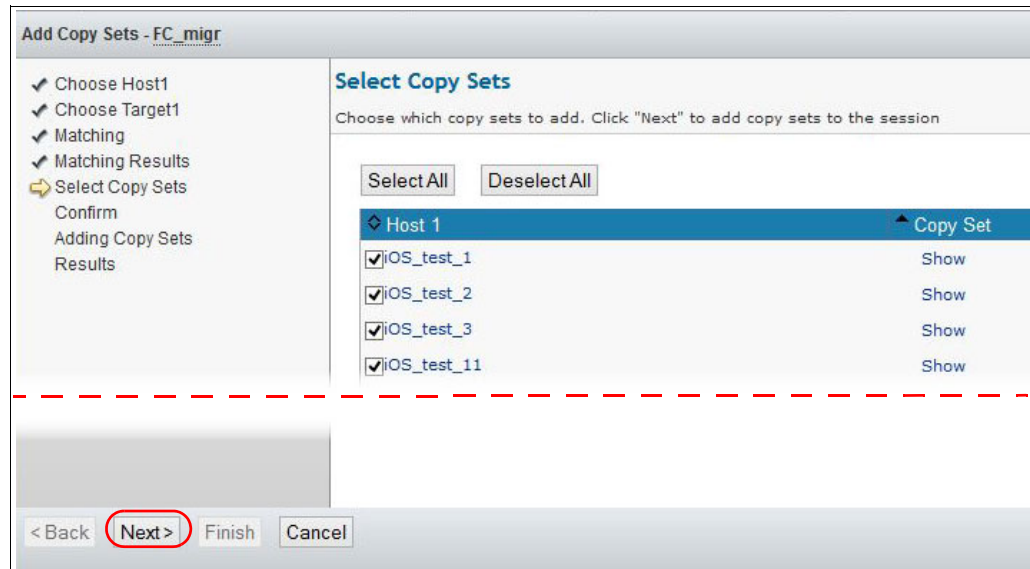 Add Copy Sets - FC_migr
Choose Host1
Choose Target1
Matching
Matching Results
Select Copy Sets
Confirm
Adding Copy Sets
Results
Select Copy Sets
Choose which copy sets to add. Click "Next" to add copy sets to the session
Select All Deselect All
Host 1 Copy Set
iOS_test_1 Show
iOS_test_2 Show
iOS_test_3 Show
iOS_test_11 Show
< Back Next > Finish Cancel